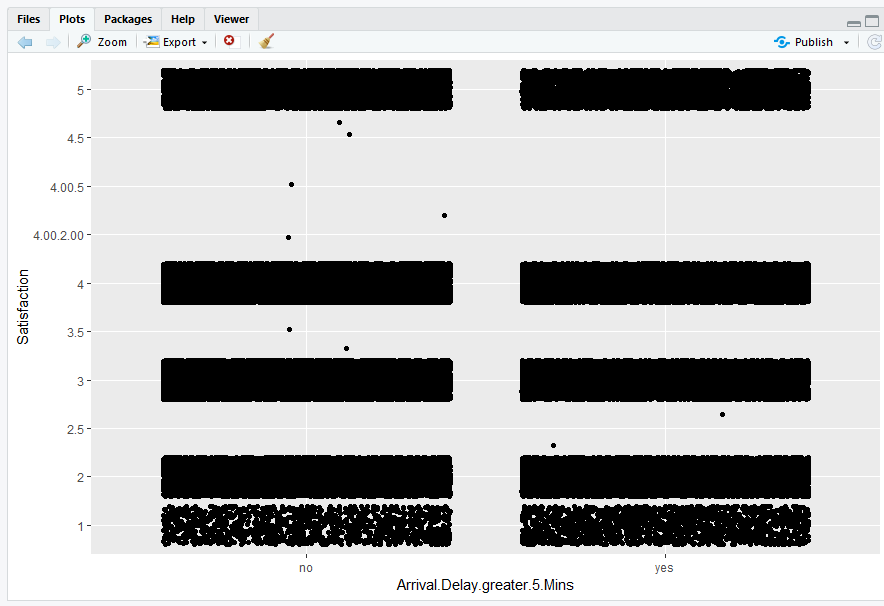 Files Plots Packages Help Viewer
Zoom Export Publish
5
4.5
4.00.5
4.00.2.00
4
3.5
3
2.5
2
1
Satisfaction
no yes
Arrival.Delay.greater.5.Mins